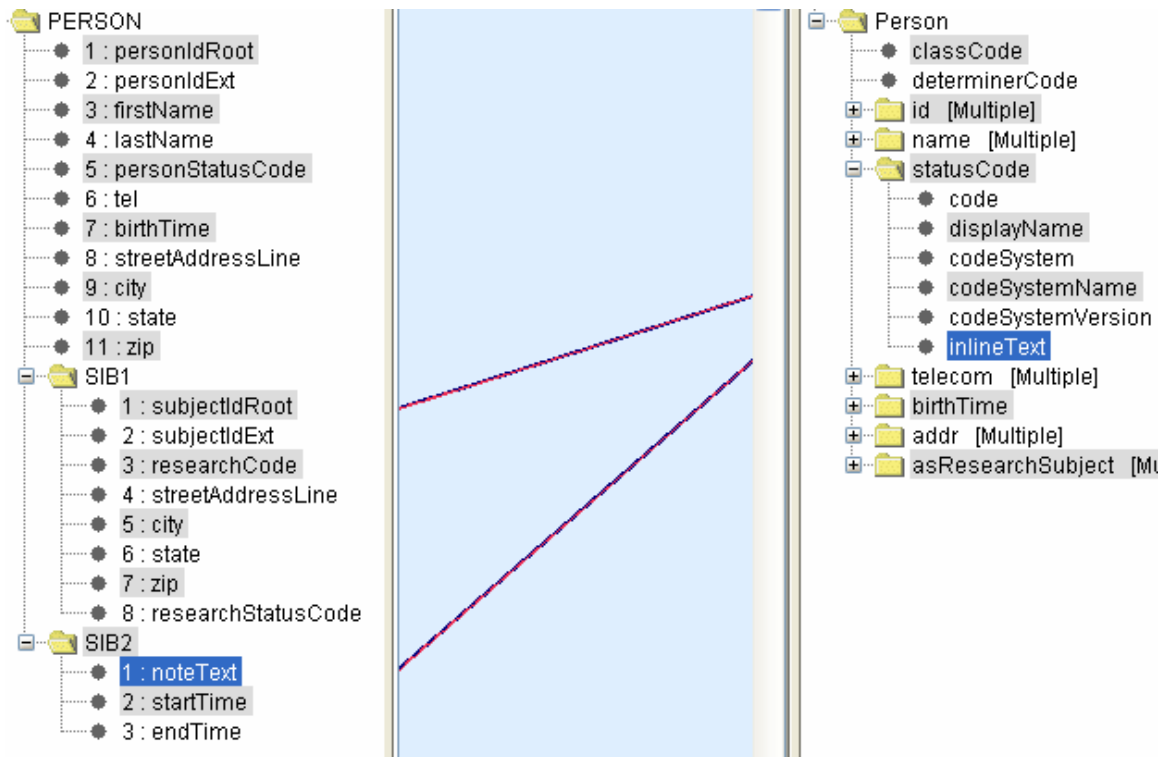 PERSON
1 : personIdRoot
2 : personIdExt
3 : firstName
4 : lastName
5 : personStatusCode
6 : tel
7 : birthTime
8 : streetAddressLine
9 : city
10 : state
11 : zip
SIB1
1 : subjectIdRoot
2 : subjectIdExt
3 : researchCode
4 : streetAddressLine
5 : city
6 : state
7 : zip
8 : researchStatusCode
SIB2
1 : noteText
2 : startTime
3 : endTime
Person
classCode
determinerCode
id [Multiple]
name [Multiple]
statusCode
code
displayName
codeSystem
codeSystemName
codeSystemVersion
inlineText
telecom [Multiple]
birthTime
addr [Multiple]
asResearchSubject [Mu